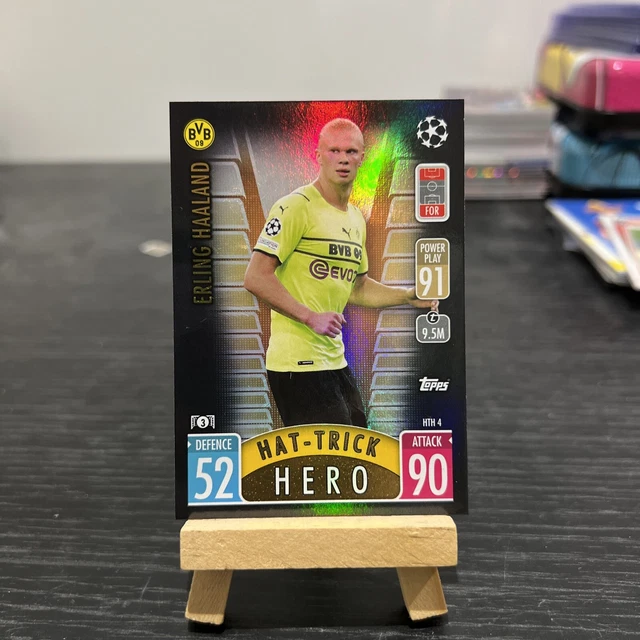 BVB
09
ERLING HAALAND
FOR
POWER
PLAY
91
BVB 09
EVO
9.5M
topps
3
HTH 4
DEFENCE
52
HAT-TRICK
HERO
ATTACK
90